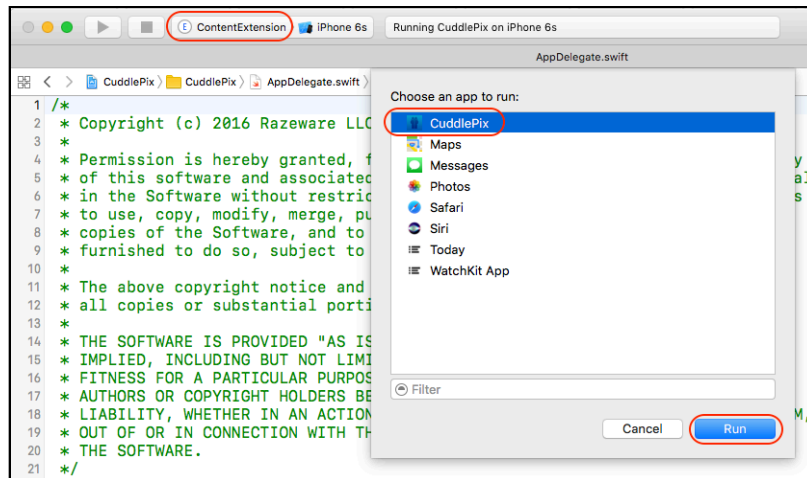 E ContentExtension iPhone 6s Running CuddlePix on iPhone 6s
AppDelegate.swift
CuddlePix CuddlePix AppDelegate.swift
Choose an app to run:
CuddlePix
Maps
Messages
Photos
Safari
Siri
Today
WatchKit App
Filter
Cancel Run
1 /*
2 * Copyright (c) 2016 Razeware LLC
3 *
4 * Permission is hereby granted, f y
5 * of this software and associated al
6 * in the Software without restric s
7 * to use, copy, modify, merge, pu
8 * copies of the Software, and to
9 * furnished to do so, subject to
10 *
11 * The above copyright notice and
12 * all copies or substantial porti
13 *
14 * THE SOFTWARE IS PROVIDED "AS IS
15 * IMPLIED, INCLUDING BUT NOT LIMI
16 * FITNESS FOR A PARTICULAR PURPOS
17 * AUTHORS OR COPYRIGHT HOLDERS BE
18 * LIABILITY, WHETHER IN AN ACTION M,
19 * OUT OF OR IN CONNECTION WITH TH
20 * THE SOFTWARE.
21 */